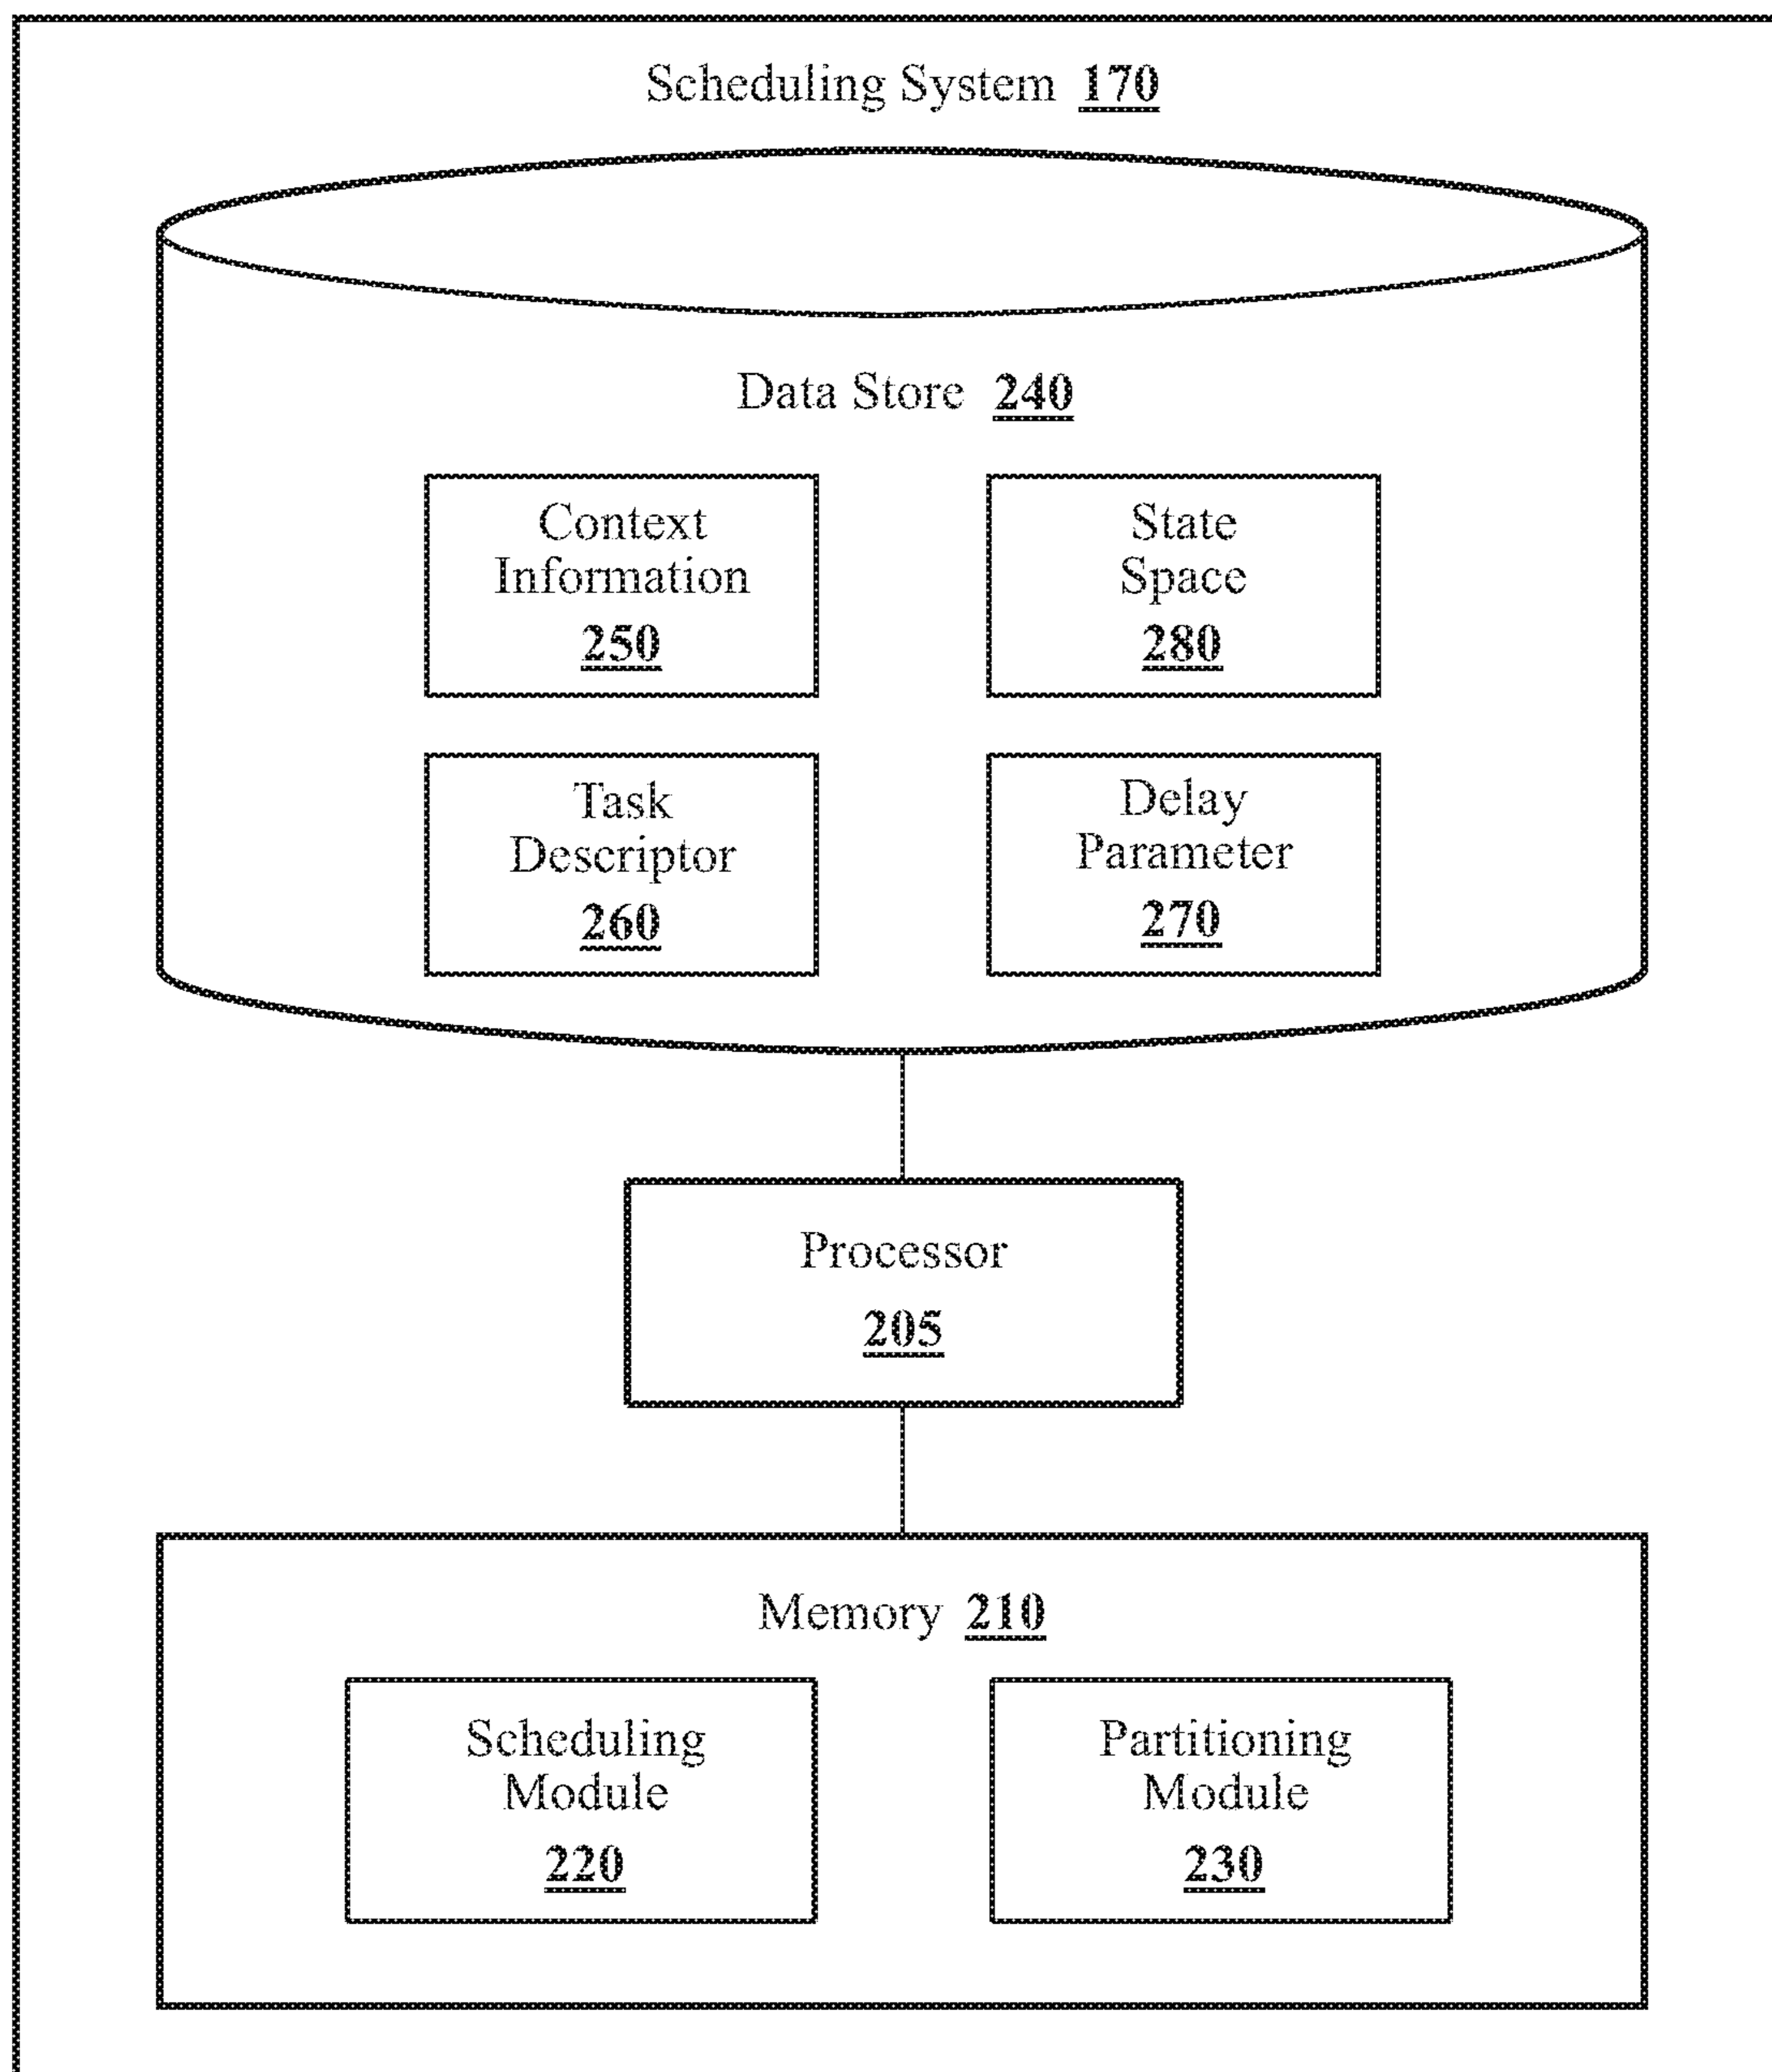 Scheduling System 170
Data Store 240
Context
Information
250
State
Space
280
Task
Descriptor
260
Delay
Parameter
270
Processor
205
Memory 210
Scheduling
Module
220
Partitioning
Module
230